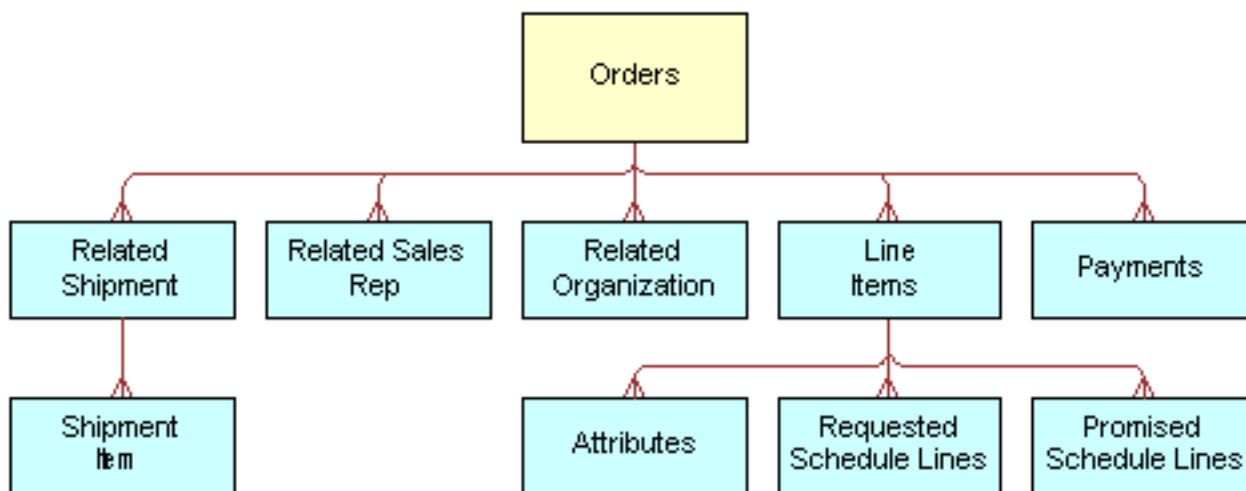 Orders
Related
Shipment
Related Sales
Rep
Related
Organization
Line
Items
Payments
Shipment
Item
Attributes
Requested
Schedule Lines
Promised
Schedule Lines